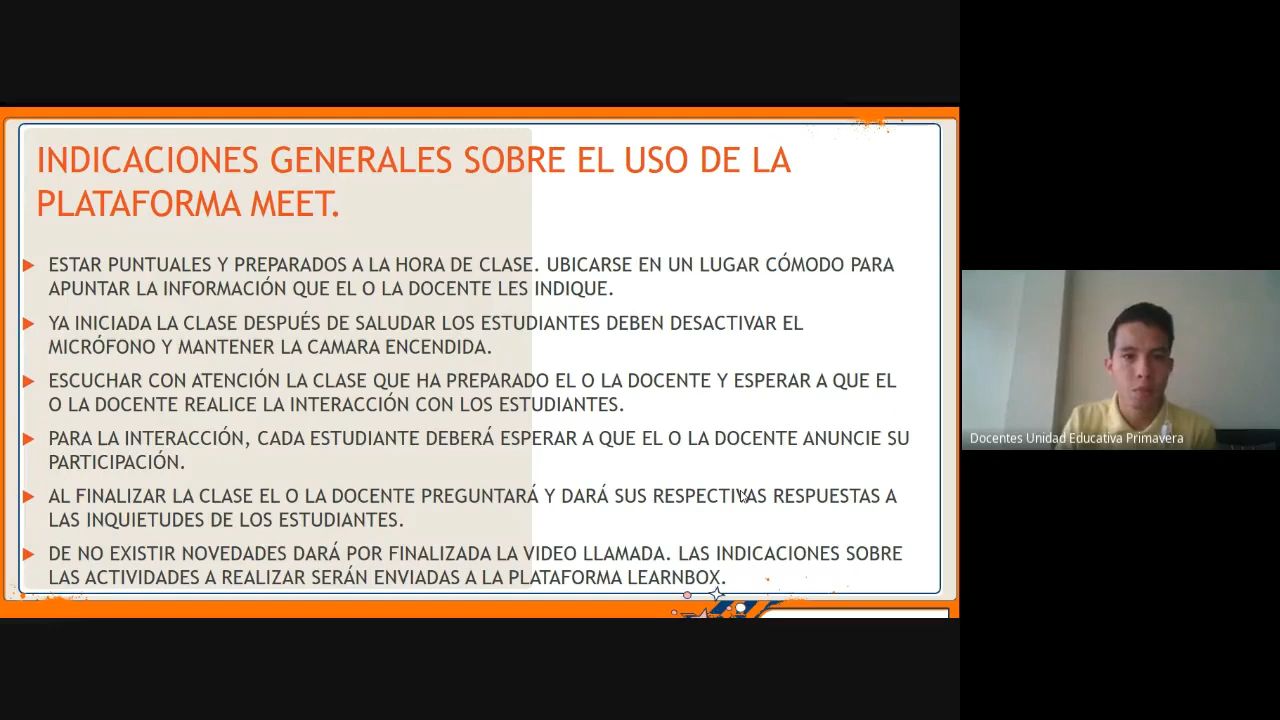 INDICACIONES GENERALES SOBRE EL USO DE LA
PLATAFORMA MEET.
ESTAR PUNTUALES Y PREPARADOS A LA HORA DE CLASE. UBICARSE EN UN LUGAR CÓMODO PARA
APUNTAR LA INFORMACIÓN QUE EL O LA DOCENTE LES INDIQUE.
YA INICIADA LA CLASE DESPUÉS DE SALUDAR LOS ESTUDIANTES DEBEN DESACTIVAR EL
MICRÓFONO Y MANTENER LA CAMARA ENCENDIDA.
ESCUCHAR CON ATENCIÓN LA CLASE QUE HA PREPARADO EL O LA DOCENTE Y ESPERAR A QUE EL
O LA DOCENTE REALICE LA INTERACCIÓN CON LOS ESTUDIANTES.
PARA LA INTERACCIÓN, CADA ESTUDIANTE DEBERÁ ESPERAR A QUE EL O LA DOCENTE ANUNCIE SU
PARTICIPACIÓN.
AL FINALIZAR LA CLASE EL O LA DOCENTE PREGUNTARÁ Y DARÁ SUS RESPECTIVAS RESPUESTAS A
LAS INQUIETUDES DE LOS ESTUDIANTES.
DE NO EXISTIR NOVEDADES DARÁ POR FINALIZADA LA VIDEO LLAMADA. LAS INDICACIONES SOBRE
LAS ACTIVIDADES A REALIZAR SERÁN ENVIADAS A LA PLATAFORMA LEARNBOX.
Docentes Unidad Educativa Primavera